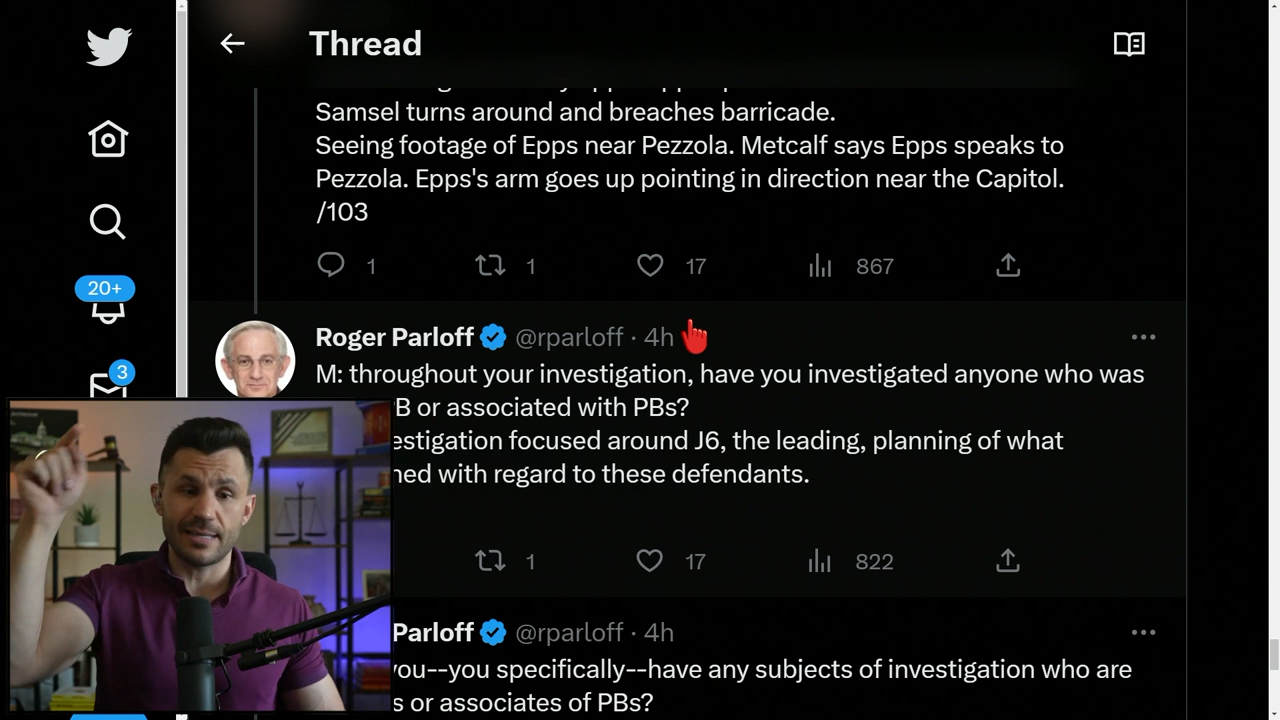 Thread
Samsel turns around and breaches barricade.
Seeing footage of Epps near Pezzola. Metcalf says Epps speaks to
Pezzola. Epps's arm goes up pointing in direction near the Capitol.
/103
1 1 17 867
20+
Roger Parloff @rparloff · 4h
3
M: throughout your investigation, have you investigated anyone who was
or associated with PBs?
focused around J6, the leading, planning of what
with regard to these defendants.
1 17 822
Parloff @rparloff · 4h
you--you specifically--have any subjects of investigation who are
or associates of PBs?